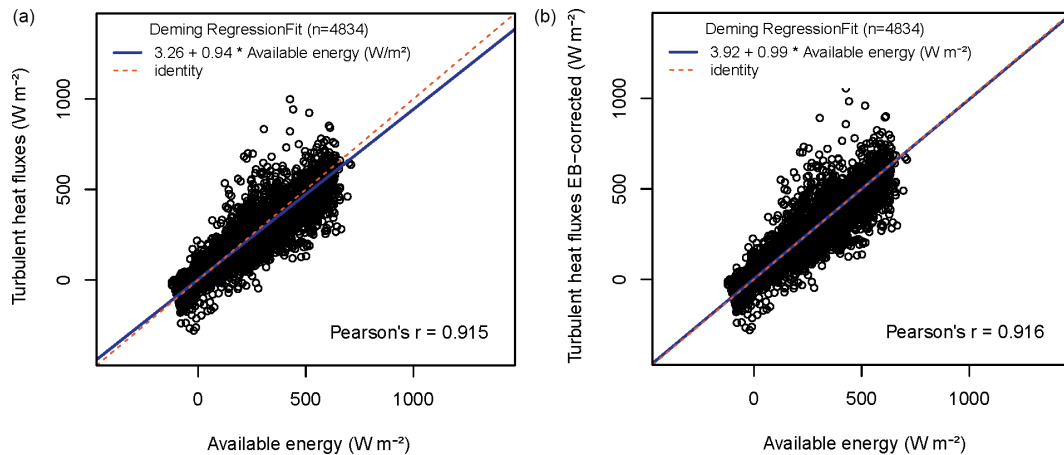 (a)
Deming RegressionFit (n=4834)
3.26 + 0.94 * Available energy (W/m²)
identity
Turbulent heat fluxes (W m⁻²)
1000
500
0
Pearson's r = 0.915
0 500 1000
Available energy (W m⁻²)
(b)
Deming RegressionFit (n=4834)
3.92 + 0.99 * Available energy (W m⁻²)
identity
Turbulent heat fluxes EB-corrected (W m⁻²)
1000
500
0
Pearson's r = 0.916
0 500 1000
Available energy (W m⁻²)